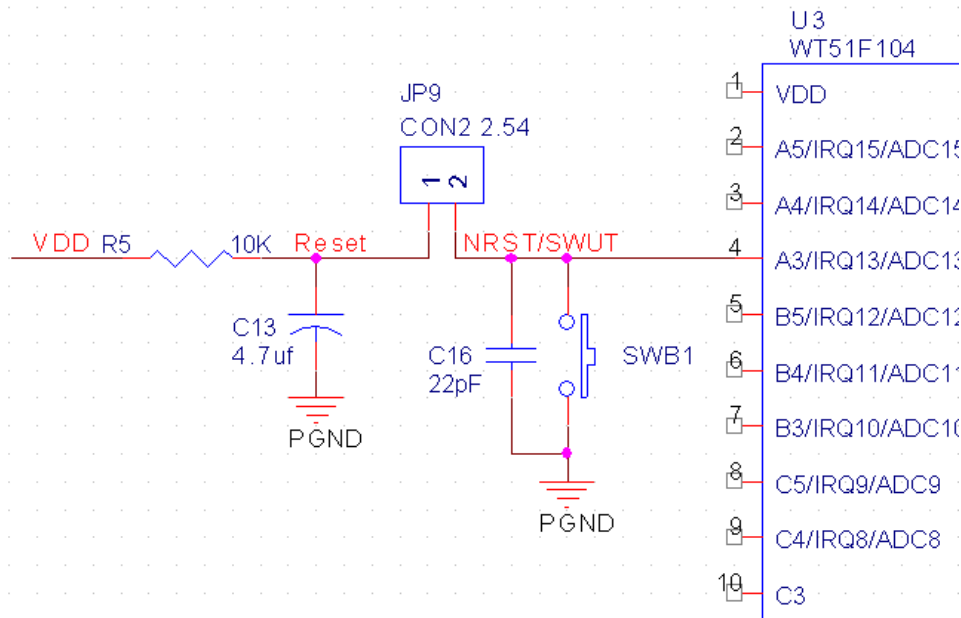 U3
WT51F104
JP9
CON2 2.54
1 2
VDD R5 10K Reset NRST/SWUT
C13
4.7uf
PGND
C16
22pF
SWB1
PGND
1 VDD
2 A5/IRQ15/ADC15
3 A4/IRQ14/ADC14
4 A3/IRQ13/ADC13
5 B5/IRQ12/ADC12
6 B4/IRQ11/ADC11
7 B3/IRQ10/ADC10
8 C5/IRQ9/ADC9
9 C4/IRQ8/ADC8
10 C3